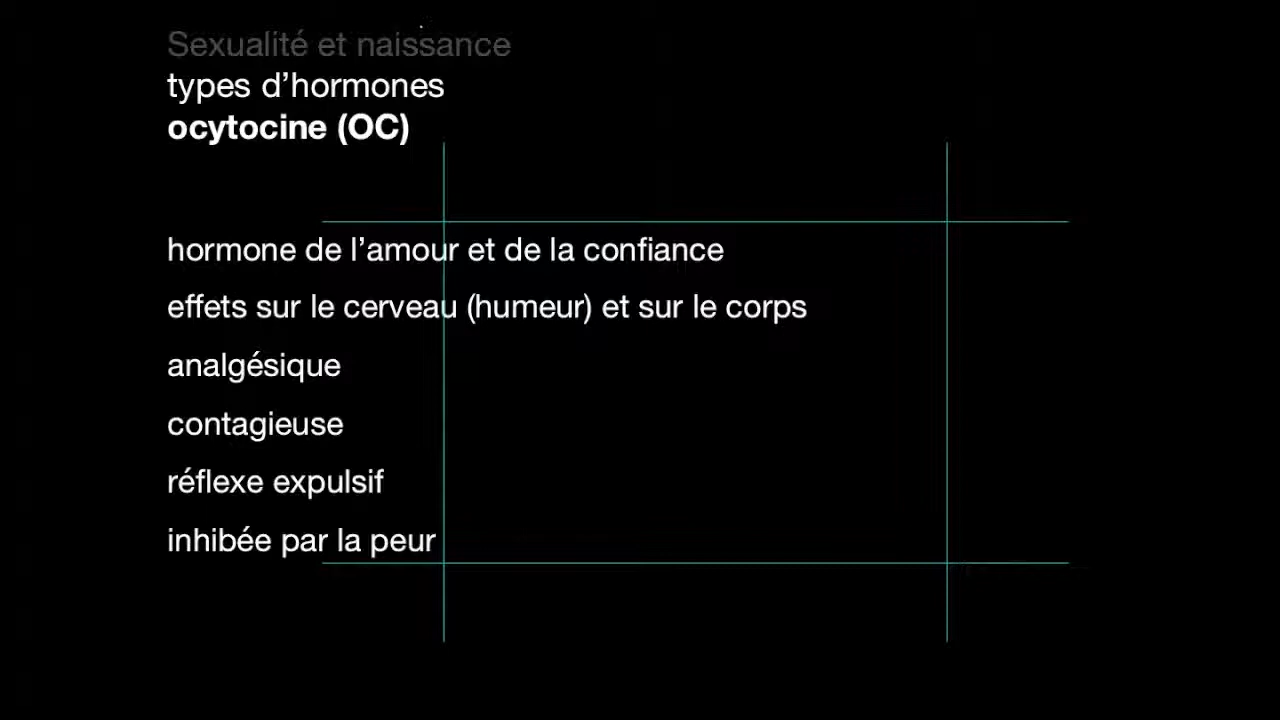 Sexualité et naissance
types d’hormones
ocytocine (OC)
hormone de l’amour et de la confiance
effets sur le cerveau (humeur) et sur le corps
analgésique
contagieuse
réflexe expulsif
inhibée par la peur